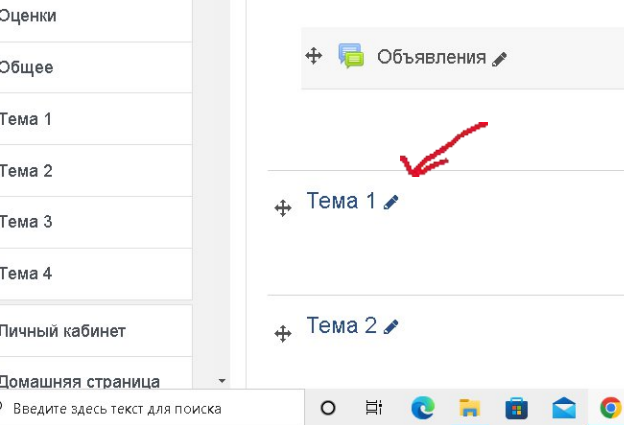 Оценки
Общее
Тема 1
Тема 2
Тема 3
Тема 4
Личный кабинет
Домашняя страница
Объявления
Тема 1
Тема 2
Введите здесь текст для поиска